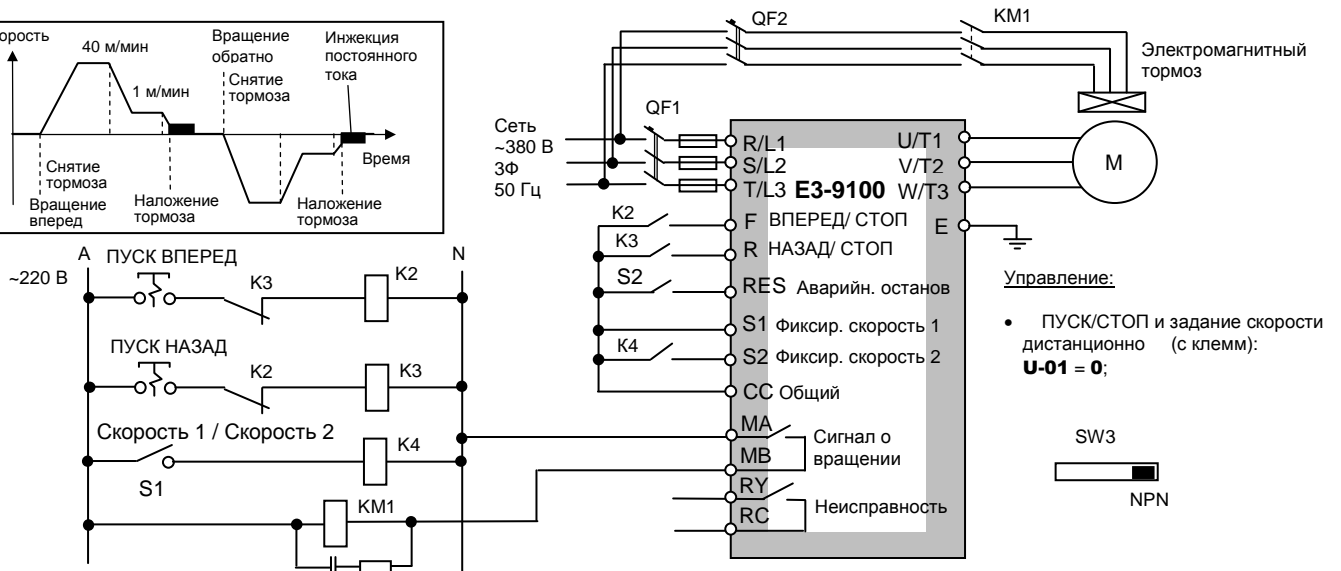 40 м/мин
Вращение
обратно
Инжекция
постоянного
тока
Снятие
тормоза
1 м/мин
Время
Снятие
тормоза
Вращение
вперед
Наложение
тормоза
Наложение
тормоза
QF2
KM1
Электромагнитный
тормоз
QF1
Сеть
~380 В
3Ф
50 Гц
R/L1
S/L2
T/L3
E3-9100
U/T1
V/T2
W/T3
M
E
K2
F ВПЕРЕД/ СТОП
K3
R НАЗАД/ СТОП
S2
RES Аварийн. останов
S1 Фиксир. скорость 1
K4
S2 Фиксир. скорость 2
CC Общий
MA
MB
Сигнал о
вращении
RY
RC
Неисправность
A
N
~220 В
ПУСК ВПЕРЕД
K3
K2
ПУСК НАЗАД
K2
K3
Скорость 1 / Скорость 2
K4
S1
KM1
Управление:
• ПУСК/СТОП и задание скорости
дистанционно (с клемм):
U-01 = 0;
SW3
NPN